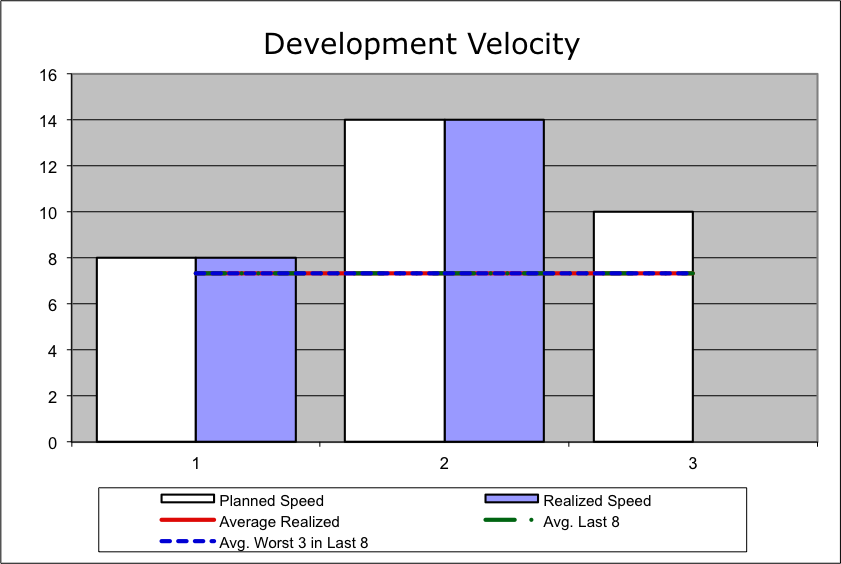 Development Velocity
16
14
12
10
8
6
4
2
0
1 2 3
Planned Speed Realized Speed
Average Realized Avg. Last 8
Avg. Worst 3 in Last 8